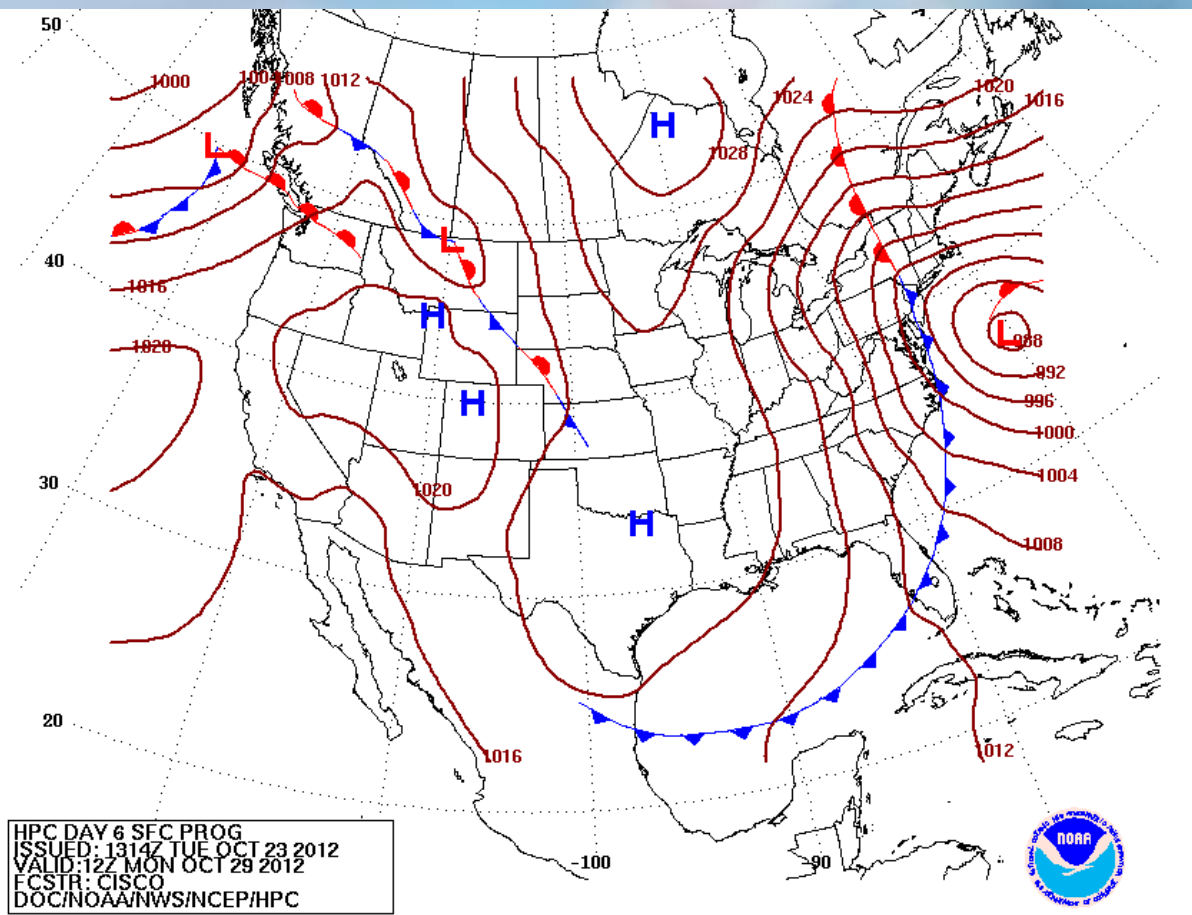 50
1000
1004
1008
1012
1024
1020
1016
H
1028
L
L
40
1016
H
L
988
1020
992
H
996
1000
1004
30
1020
H
1008
20
1016
1012
-100
-90
HPC DAY 6 SFC PROG
ISSUED: 1314Z TUE OCT 23 2012
VALID:12Z MON OCT 29 2012
FCSTR: CISCO
DOC/NOAA/NWS/NCEP/HPC
NOAA